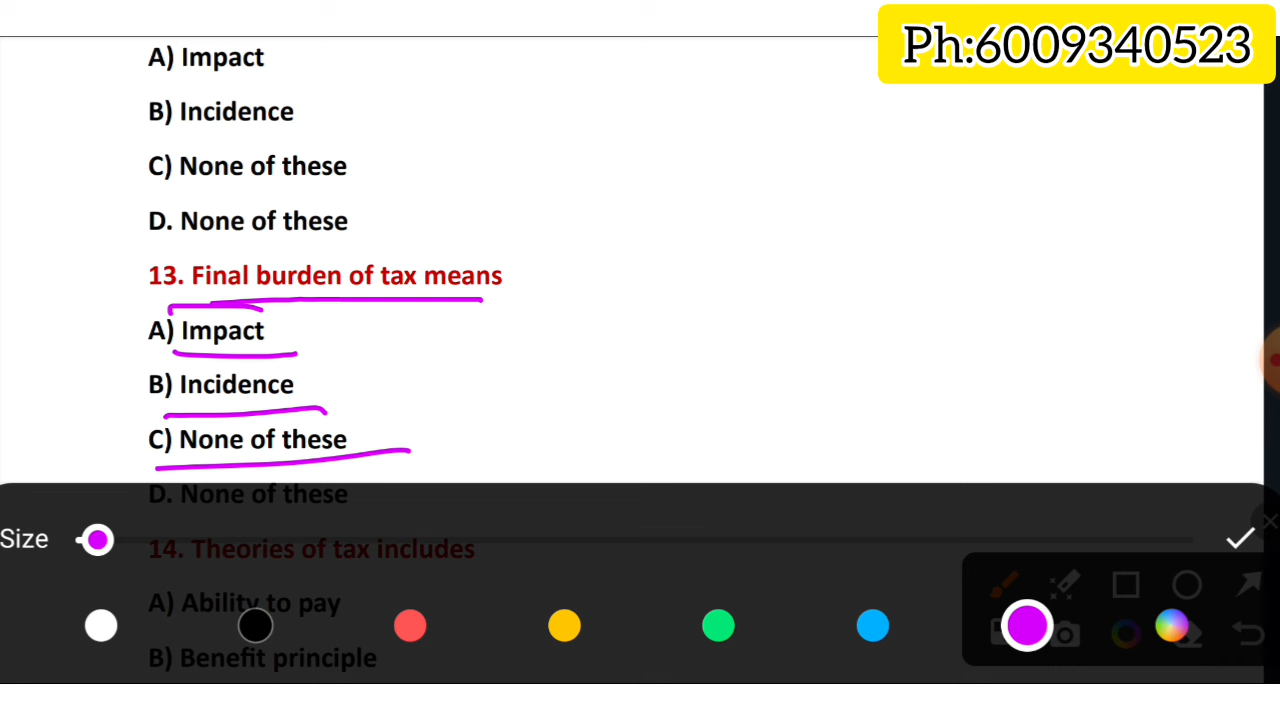 Ph:6009340523
A) Impact
B) Incidence
C) None of these
D. None of these
13. Final burden of tax means
A) Impact
B) Incidence
C) None of these
D. None of these
Size
14. Theories of tax includes
A) Ability to pay
B) Benefit principle